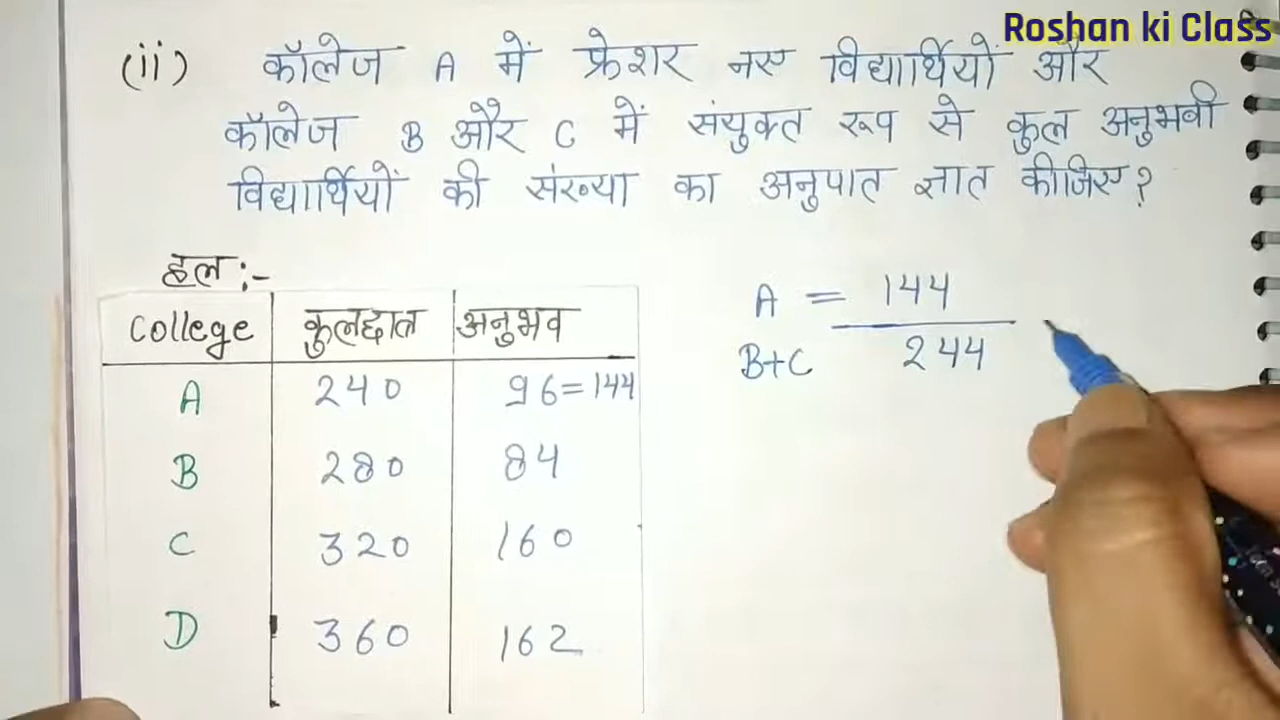 Roshan ki Class
(ii) कॉलेज A में फ्रेशर नए विद्यार्थियों और
कॉलेज B और C में संयुक्त रूप से कुल अनुभवी
विद्यार्थियों की संख्या का अनुपात ज्ञात कीजिए?
हल :-
College कुलछात अनुभव
A 240 96=144
B 280 84
C 320 160
D 360 162
A = 144
B+C 244